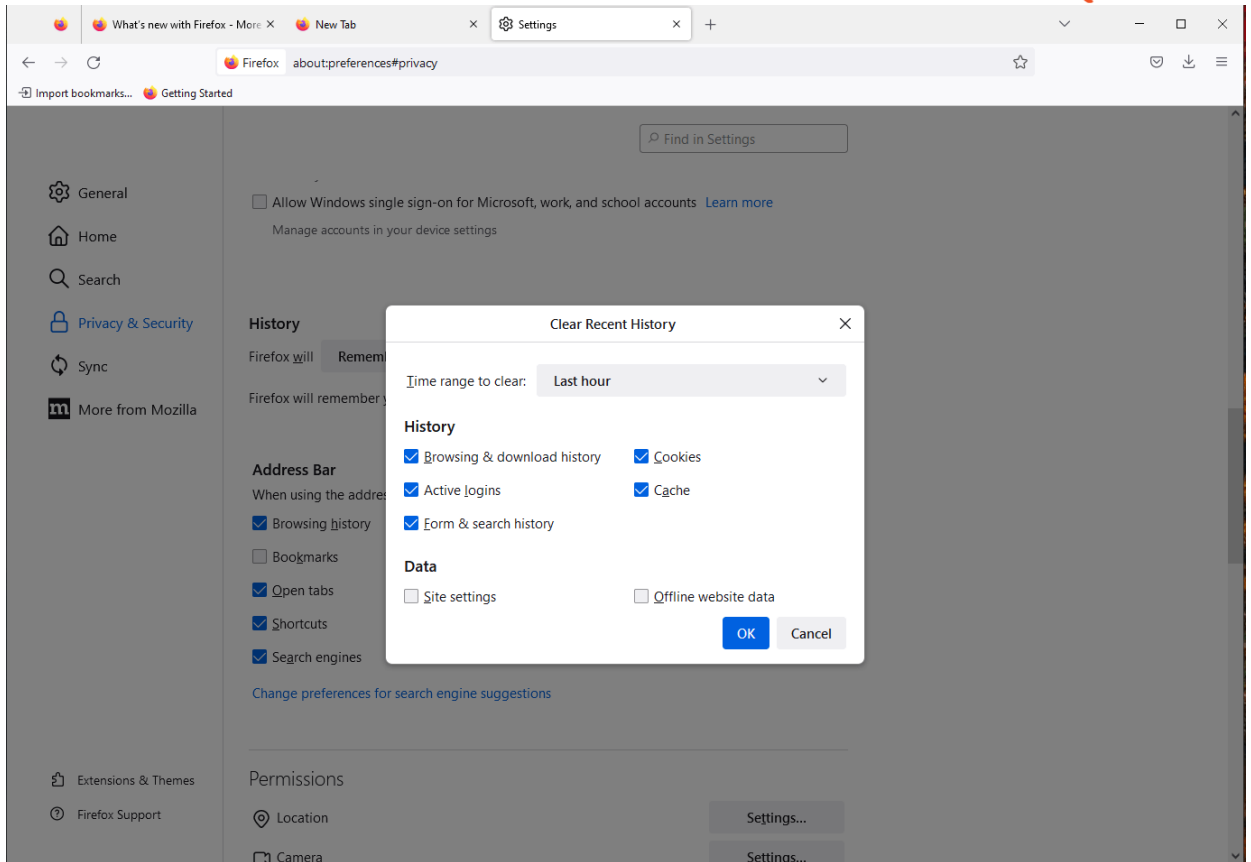 What's new with Firefox - More
New Tab
Settings
Firefox about:preferences#privacy
Import bookmarks... Getting Started
Find in Settings
General
Home
Search
Privacy & Security
Sync
m More from Mozilla
Allow Windows single sign-on for Microsoft, work, and school accounts Learn more
Manage accounts in your device settings
History
Firefox will
Firefox will remember
Address Bar
When using the
Browsing history
Bookmarks
Open tabs
Shortcuts
Search engines
Change preferences for search engine suggestions
Clear Recent History
Time range to clear: Last hour
History
Browsing & download history Cookies
Active logins Cache
Form & search history
Data
Site settings Offline website data
OK Cancel
Permissions
Location Settings...
Camera Settings...
Extensions & Themes
Firefox Support